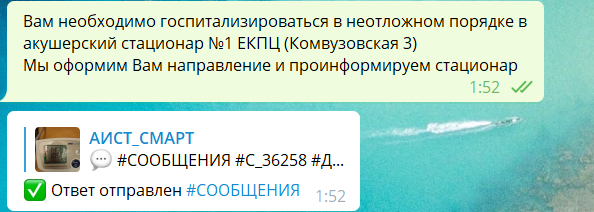 Вам необходимо госпитализироваться в неотложном порядке в
акушерский стационар №1 ЕКПЦ (Комвузовская 3)
Мы оформим Вам направление и проинформируем стационар
1:52
АИСТ_СМАРТ
#СООБЩЕНИЯ #С_36258 #Д...
Ответ отправлен #СООБЩЕНИЯ
1:52